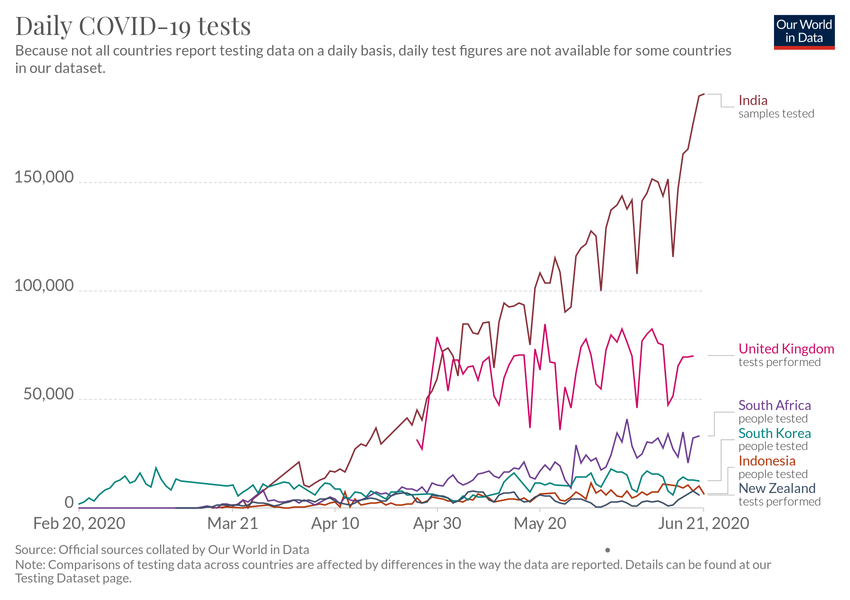 Daily COVID-19 tests
Our World
in Data
Because not all countries report testing data on a daily basis, daily test figures are not available for some countries
in our dataset.
India
samples tested
150,000
100,000
United Kingdom
tests performed
50,000
South Africa
people tested
South Korea
people tested
Indonesia
people tested
New Zealand
tests performed
0
Feb 20, 2020
Mar 21
Apr 10
Apr 30
May 20
Jun 21, 2020
Source: Official sources collated by Our World in Data
Note: Comparisons of testing data across countries are affected by differences in the way the data are reported. Details can be found at our
Testing Dataset page.